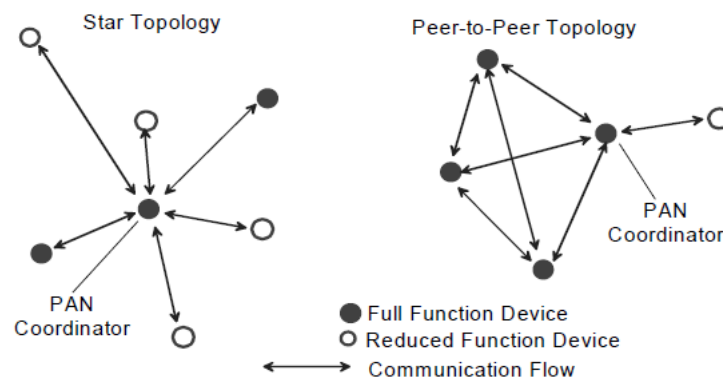 Star Topology
Peer-to-Peer Topology
PAN
Coordinator
PAN
Coordinator
Full Function Device
Reduced Function Device
Communication Flow